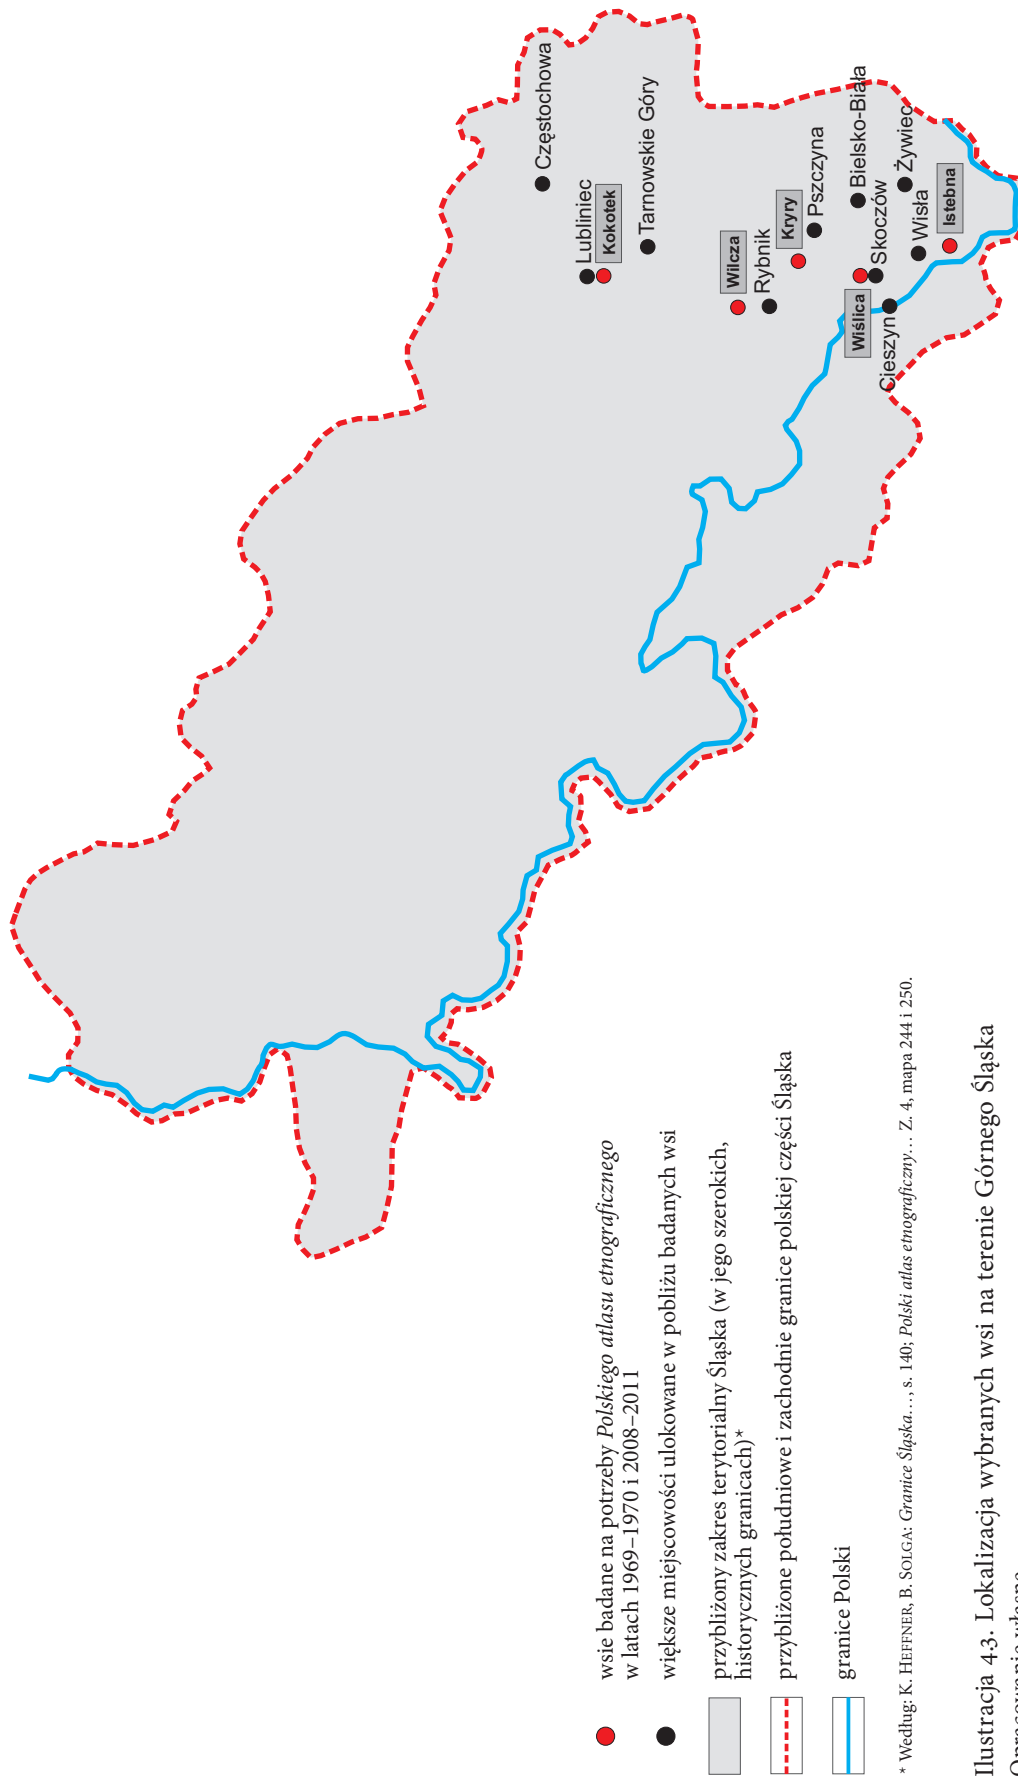 Częstochowa
Lubliniec
Kokotek
Tarnowskie Góry
Wilcza
Rybnik
Kryry
Pszczyna
Wiślica
Skoczów
Bielsko-Biała
Cieszyn
Żywiec
Wisła
Istebna
wsie badane na potrzeby Polskiego atlasu etnograficznego
w latach 1969–1970 i 2008–2011
większe miejscowości ulokowane w pobliżu badanych wsi
przybliżony zakres terytorialny Śląska (w jego szerokich,
historycznych granicach)*
przybliżone południowe i zachodnie granice polskiej części Śląska
granice Polski
* Według: K. HEFFNER, B. SOLGA: Granice Śląska…, s. 140; Polski atlas etnograficzny… Z. 4, mapa 244 i 250.
Ilustracja 4.3. Lokalizacja wybranych wsi na terenie Górnego Śląska
Opracowanie własne